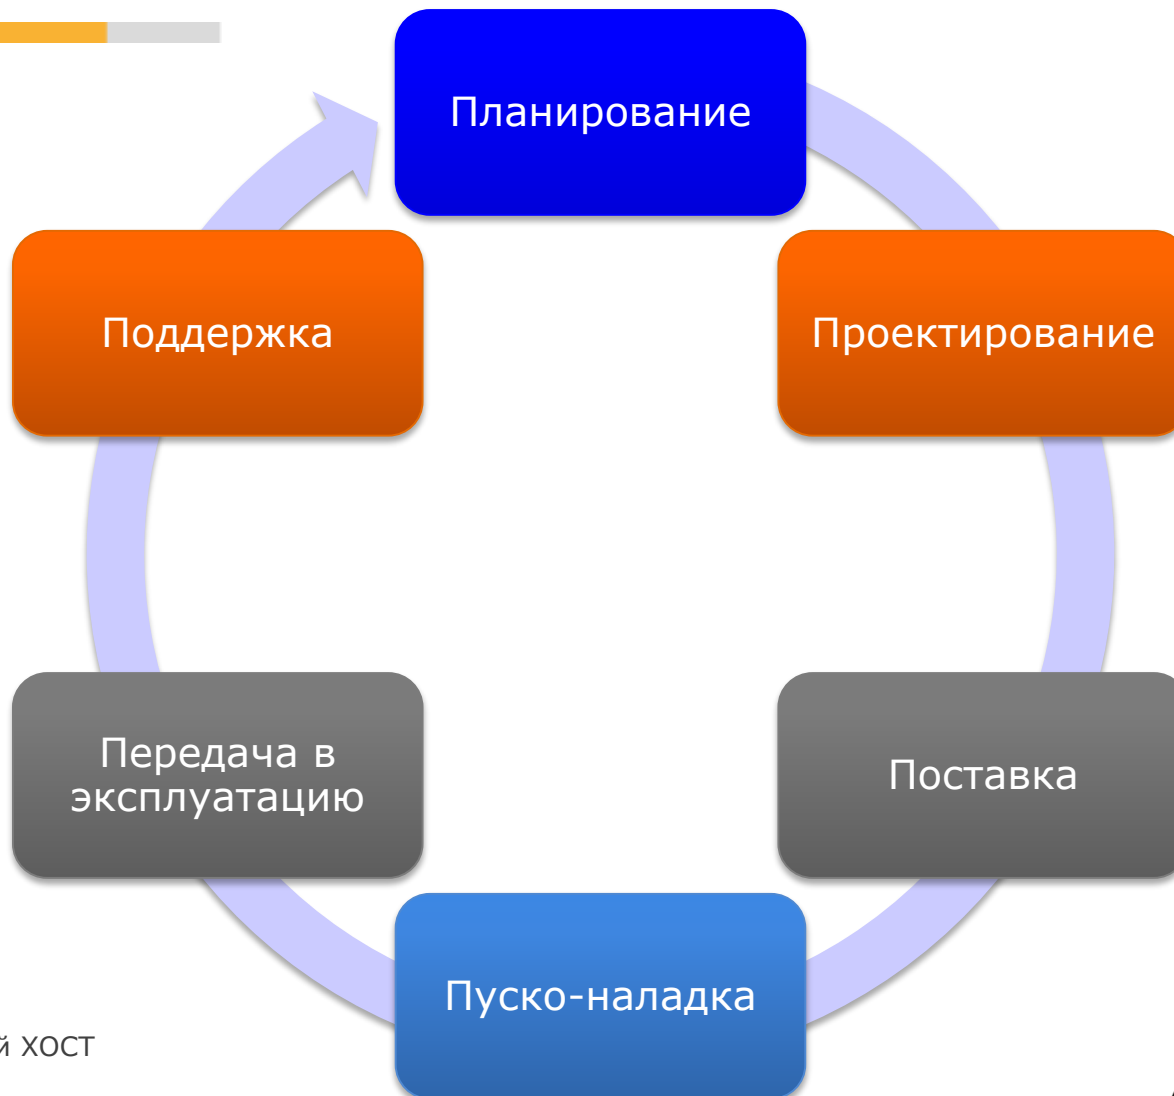 Планирование
Поддержка
Проектирование
Передача в
эксплуатацию
Поставка
Пуско-наладка
й ХОСТ